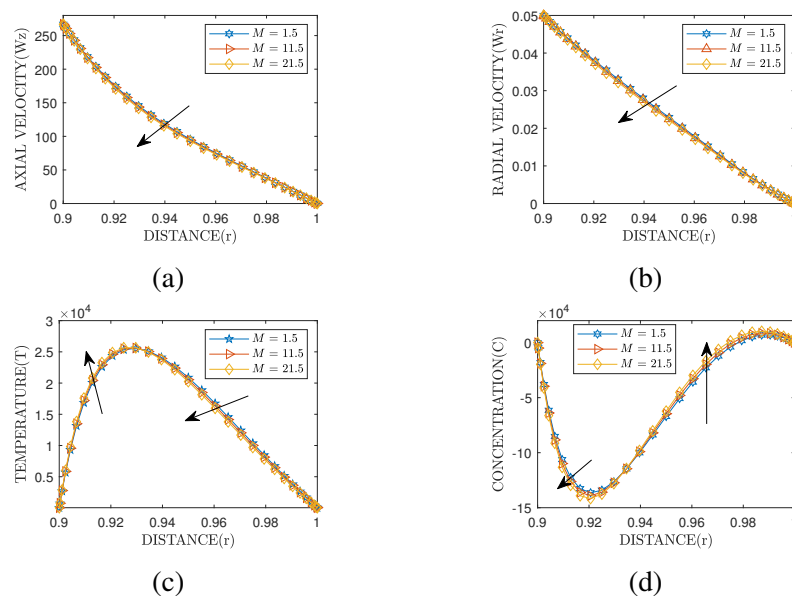 AXIAL VELOCITY(Wz)
250
200
150
100
50
0
0.9 0.92 0.94 0.96 0.98 1
DISTANCE(r)
M = 1.5
M = 11.5
M = 21.5
(a)
RADIAL VELOCITY(Wr)
0.05
0.04
0.03
0.02
0.01
0
0.9 0.92 0.94 0.96 0.98
DISTANCE(r)
M = 1.5
M = 11.5
M = 21.5
(b)
×10⁴
TEMPERATURE(T)
3
2.5
2
1.5
1
0.5
0.9 0.92 0.94 0.96 0.98 1
DISTANCE(r)
M = 1.5
M = 11.5
M = 21.5
(c)
×10⁴
CONCENTRATION(C)
0
-5
-10
-15
0.9 0.92 0.94 0.96 0.98
DISTANCE(r)
M = 1.5
M = 11.5
M = 21.5
(d)